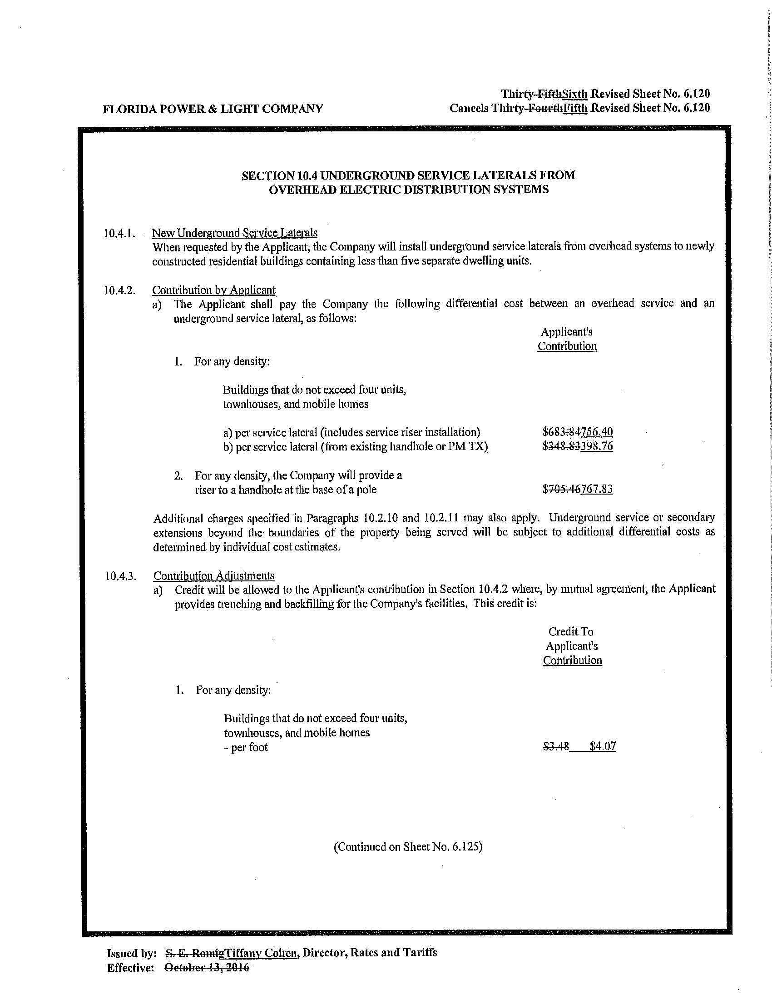 Thirty-FifthSixth Revised Sheet No. 6.120
FLORIDA POWER & LIGHT COMPANY
Cancels Thirty-FourthFifth Revised Sheet No. 6.120
SECTION 10.4 UNDERGROUND SERVICE LATERALS FROM
OVERHEAD ELECTRIC DISTRIBUTION SYSTEMS
10.4.1. New Underground Service Laterals
When requested by the Applicant, the Company will install underground service laterals from overhead systems to newly
constructed residential buildings containing less than five separate dwelling units.
10.4.2. Contribution by Applicant
a) The Applicant shall pay the Company the following differential cost between an overhead service and an
underground service lateral, as follows:
Applicant's
Contribution
1. For any density:
Buildings that do not exceed four units,
townhouses, and mobile homes
a) per service lateral (includes service riser installation) $683.84756.40
b) per service lateral (from existing handhole or PM TX) $348.83398.76
2. For any density, the Company will provide a
riser to a handhole at the base of a pole $705.46767.83
Additional charges specified in Paragraphs 10.2.10 and 10.2.11 may also apply. Underground service or secondary
extensions beyond the boundaries of the property being served will be subject to additional differential costs as
determined by individual cost estimates.
10.4.3. Contribution Adjustments
a) Credit will be allowed to the Applicant's contribution in Section 10.4.2 where, by mutual agreement, the Applicant
provides trenching and backfilling for the Company's facilities. This credit is:
Credit To
Applicant's
Contribution
1. For any density:
Buildings that do not exceed four units,
townhouses, and mobile homes
- per foot $3.48 $4.07
(Continued on Sheet No. 6.125)
Issued by: S. E. RomigTiffany Cohen, Director, Rates and Tariffs
Effective: October 13, 2016